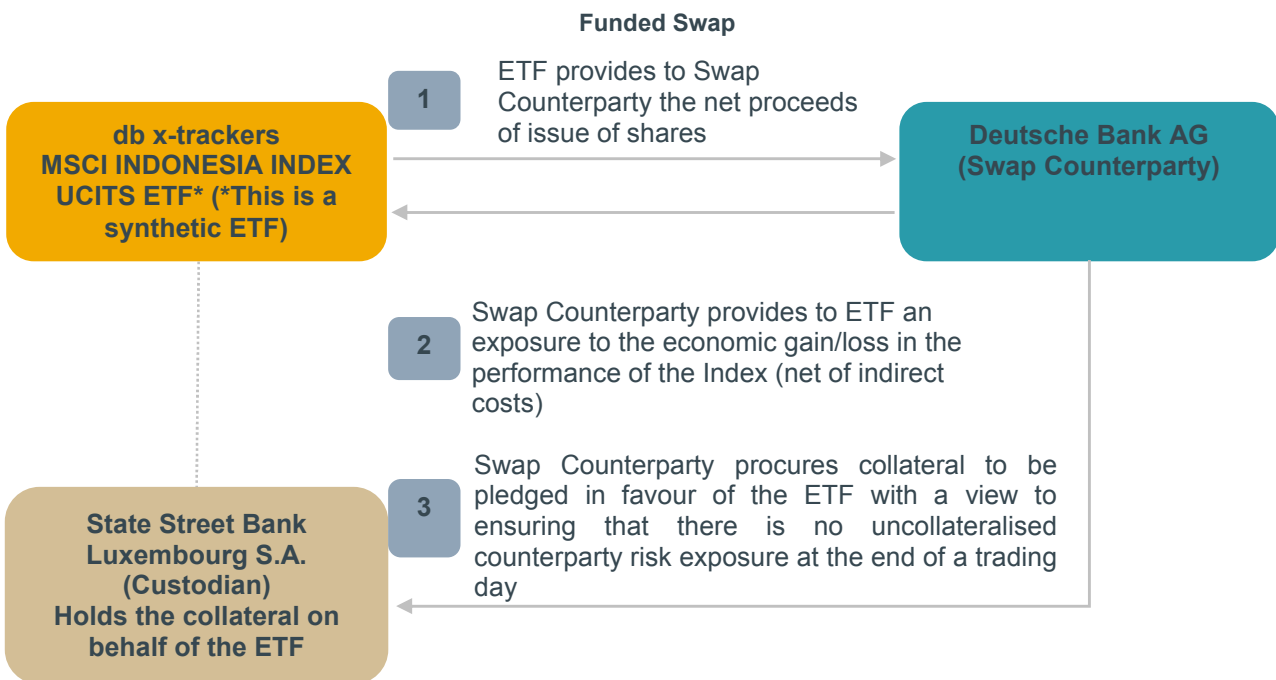 Funded Swap
1
ETF provides to Swap
Counterparty the net proceeds
of issue of shares
db x-trackers
MSCI INDONESIA INDEX
UCITS ETF* (*This is a
synthetic ETF)
Deutsche Bank AG
(Swap Counterparty)
2
Swap Counterparty provides to ETF an
exposure to the economic gain/loss in the
performance of the Index (net of indirect
costs)
3
Swap Counterparty procures collateral to be
pledged in favour of the ETF with a view to
ensuring that there is no uncollateralised
counterparty risk exposure at the end of a trading
day
State Street Bank
Luxembourg S.A.
(Custodian)
Holds the collateral on
behalf of the ETF